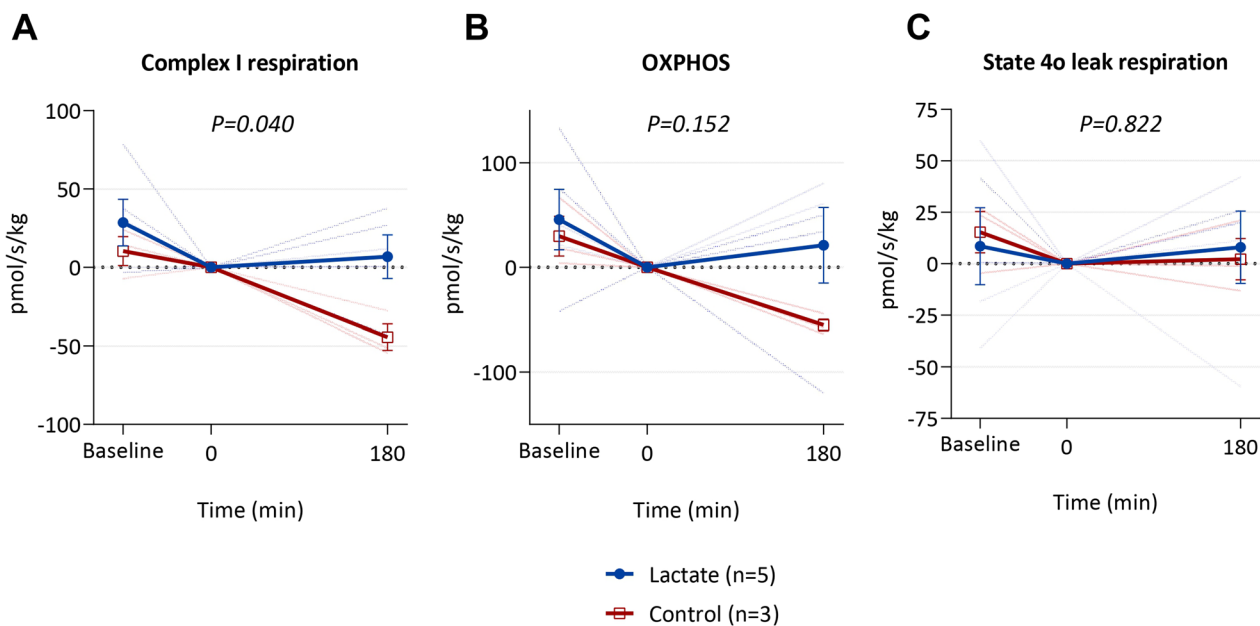 A
Complex I respiration
P=0.040
pmol/s/kg
100
50
0
-50
-100
Baseline 0 180
Time (min)
B
OXPHOS
P=0.152
pmol/s/kg
100
0
-100
Baseline 0 180
Time (min)
C
State 4o leak respiration
P=0.822
pmol/s/kg
75
50
25
0
-25
-50
-75
Baseline 0 180
Time (min)
Lactate (n=5)
Control (n=3)